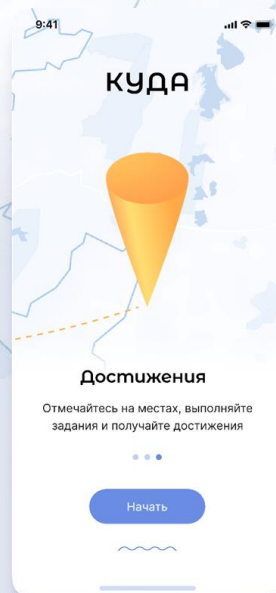 9:41
КУДА
Достижения
Отмечайтесь на местах, выполняйте
задания и получайте достижения
Начать